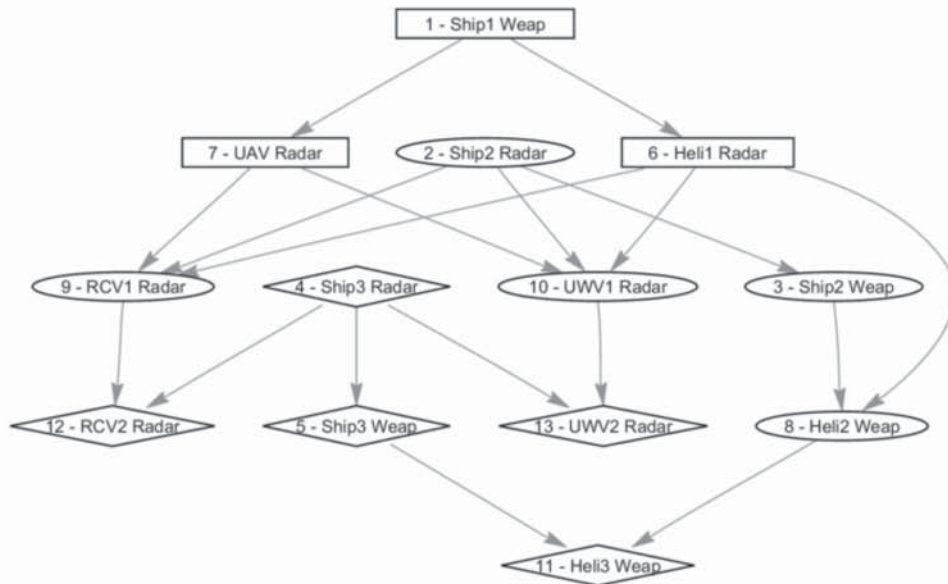 1 - Ship1 Weap
7 - UAV Radar
2 - Ship2 Radar
6 - Heli1 Radar
9 - RCV1 Radar
4 - Ship3 Radar
10 - UWV1 Radar
3 - Ship2 Weap
12 - RCV2 Radar
5 - Ship3 Weap
13 - UWV2 Radar
8 - Heli2 Weap
11 - Heli3 Weap